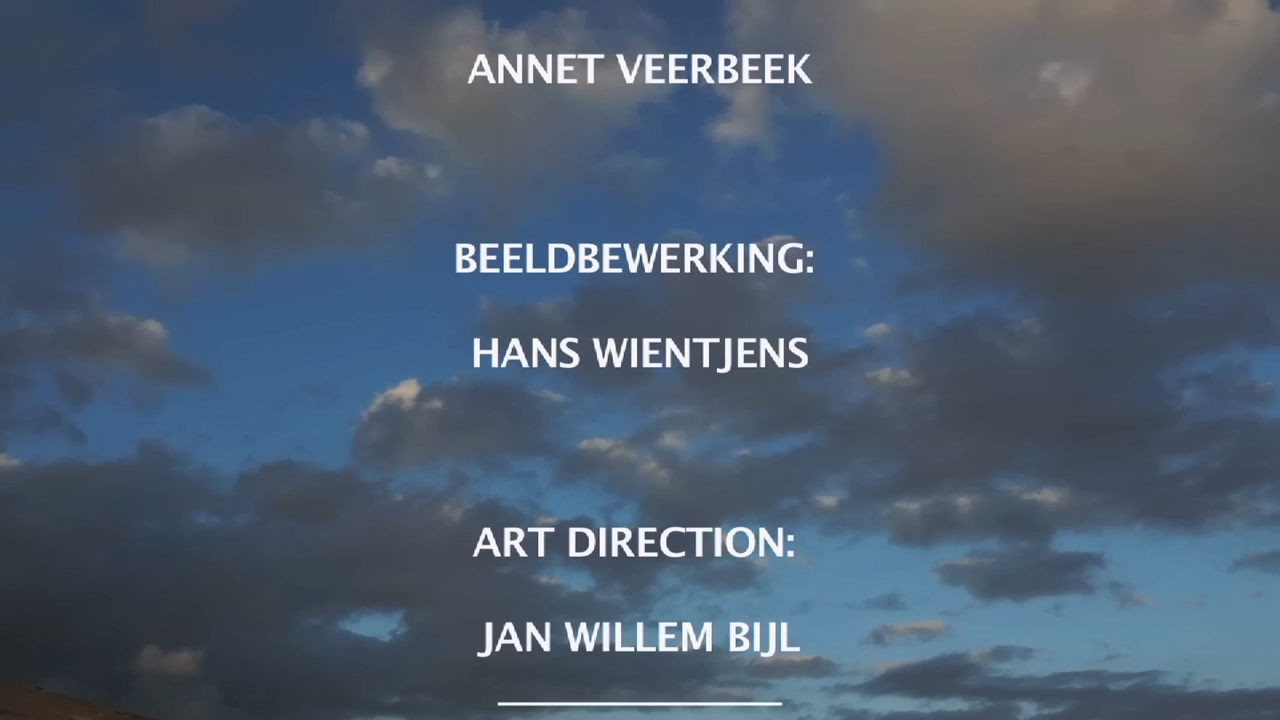 ANNET VEERBEEK
BEELDBEWERKING:
HANS WIENTJENS
ART DIRECTION:
JAN WILLEM BIJL